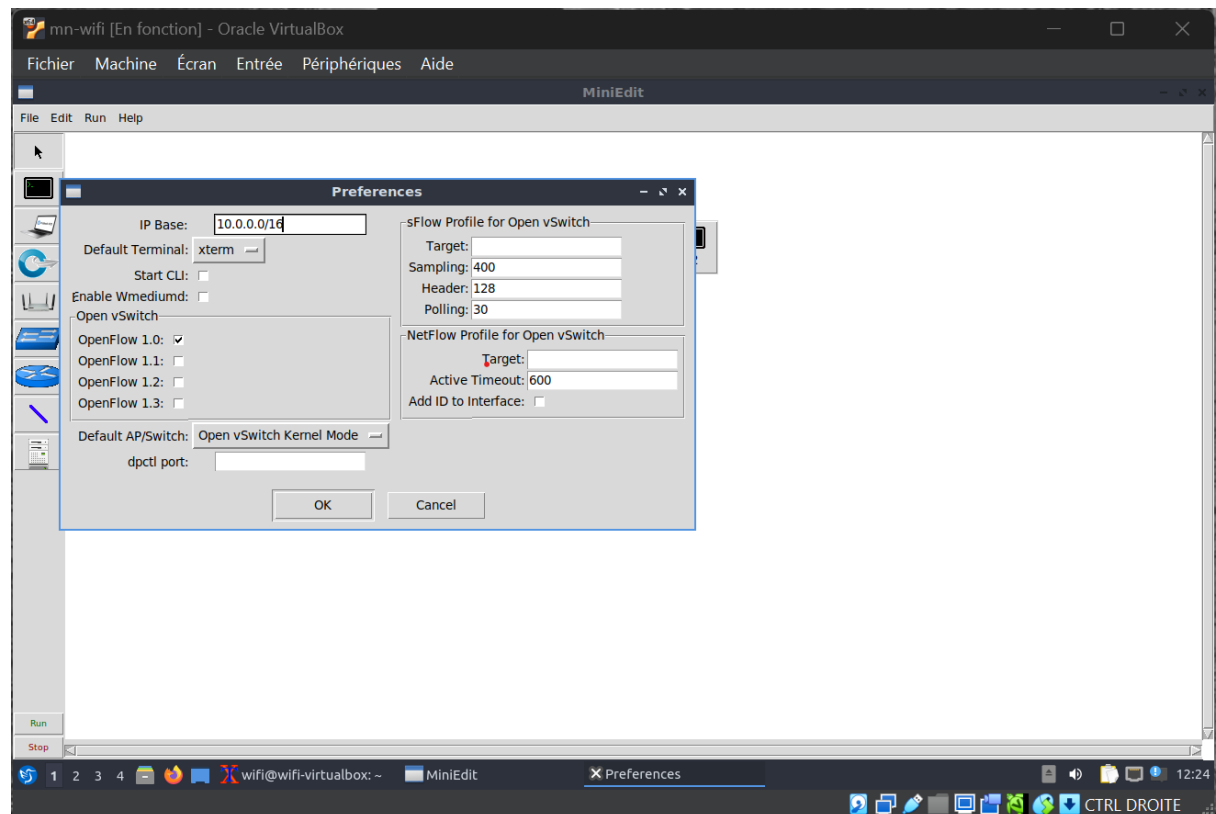 mn-wifi [En fonction] - Oracle VirtualBox
Fichier Machine Écran Entrée Périphériques Aide
MiniEdit
File Edit Run Help
Preferences
IP Base: 10.0.0.0/16
Default Terminal: xterm
Start CLI:
Enable Wmediumd:
Open vSwitch
OpenFlow 1.0:
OpenFlow 1.1:
OpenFlow 1.2:
OpenFlow 1.3:
Default AP/Switch: Open vSwitch Kernel Mode
dpctl port:
sFlow Profile for Open vSwitch
Target:
Sampling: 400
Header: 128
Polling: 30
NetFlow Profile for Open vSwitch
Target:
Active Timeout: 600
Add ID to Interface:
OK Cancel
Run
Stop
1 2 3 4 wifi@wifi-virtualbox: ~ MiniEdit Preferences 12:24
CTRL DROITE